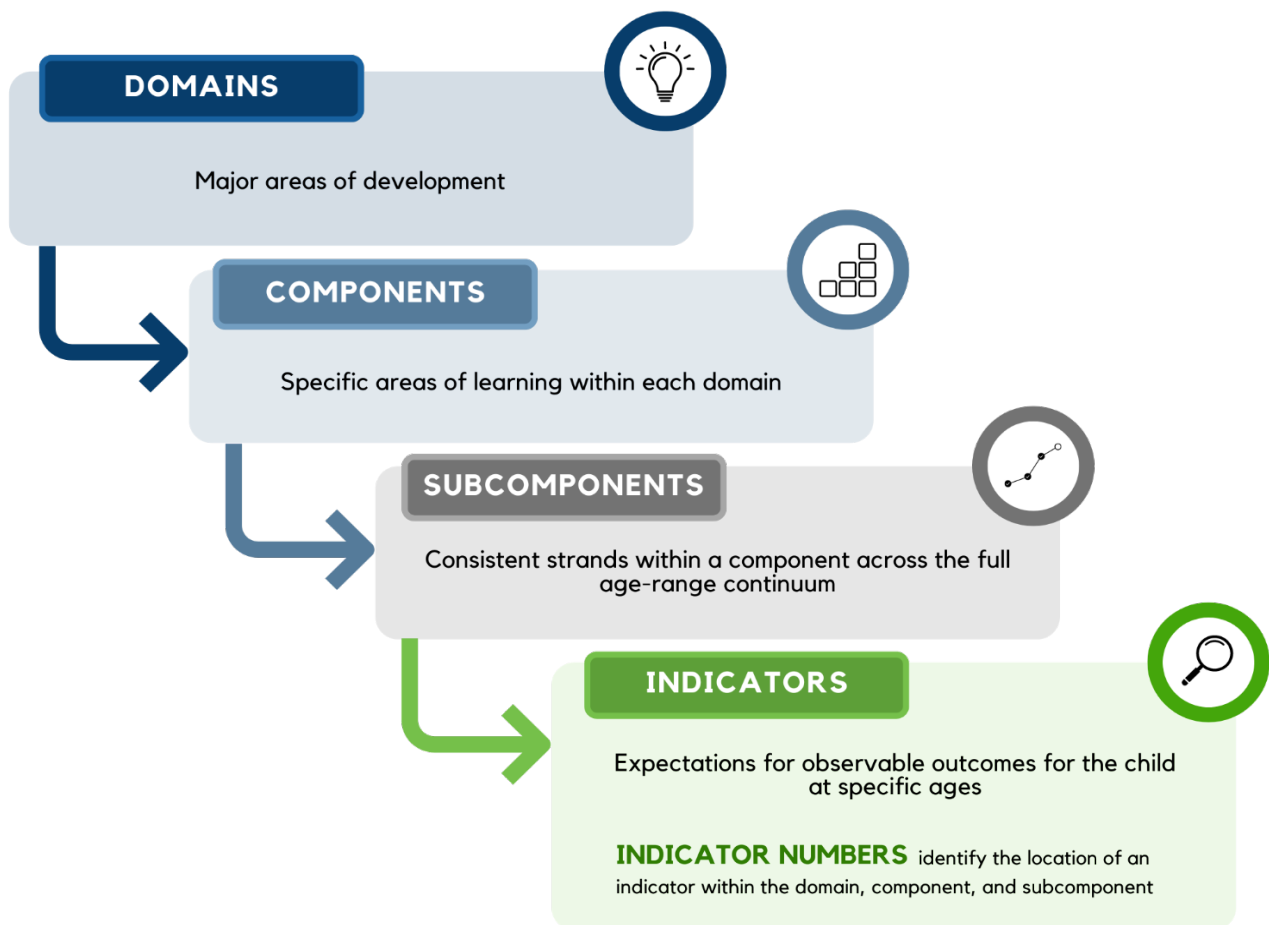 DOMAINS
Major areas of development
COMPONENTS
Specific areas of learning within each domain
SUBCOMPONENTS
Consistent strands within a component across the full
age-range continuum
INDICATORS
Expectations for observable outcomes for the child
at specific ages
INDICATOR NUMBERS identify the location of an
indicator within the domain, component, and subcomponent